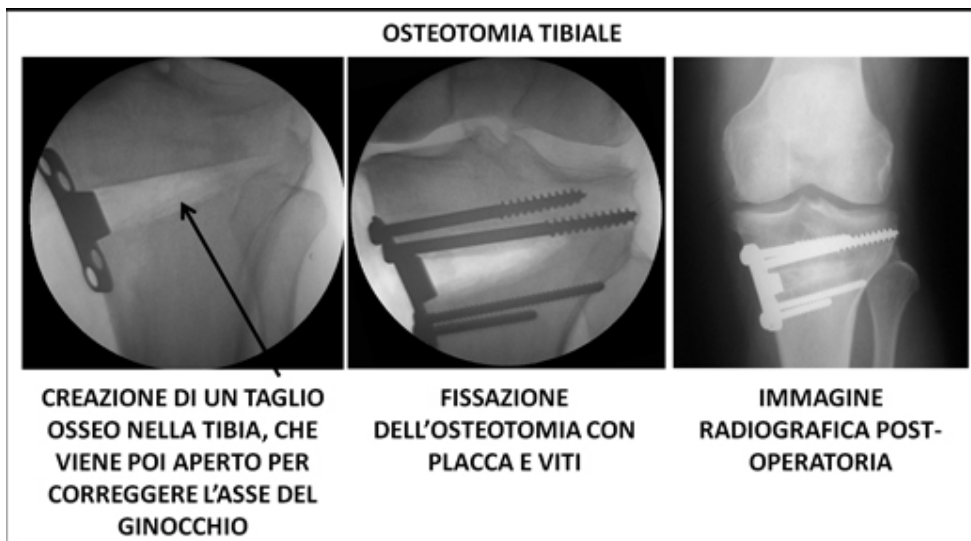 OSTEOTOMIA TIBIALE
CREAZIONE DI UN TAGLIO
OSSEO NELLA TIBIA, CHE
VIENE POI APERTO PER
CORREGGERE L'ASSE DEL
GINOCCHIO
FISSAZIONE
DELL'OSTEOTOMIA CON
PLACCA E VITI
IMMAGINE
RADIOGRAFICA POST-
OPERATORIA